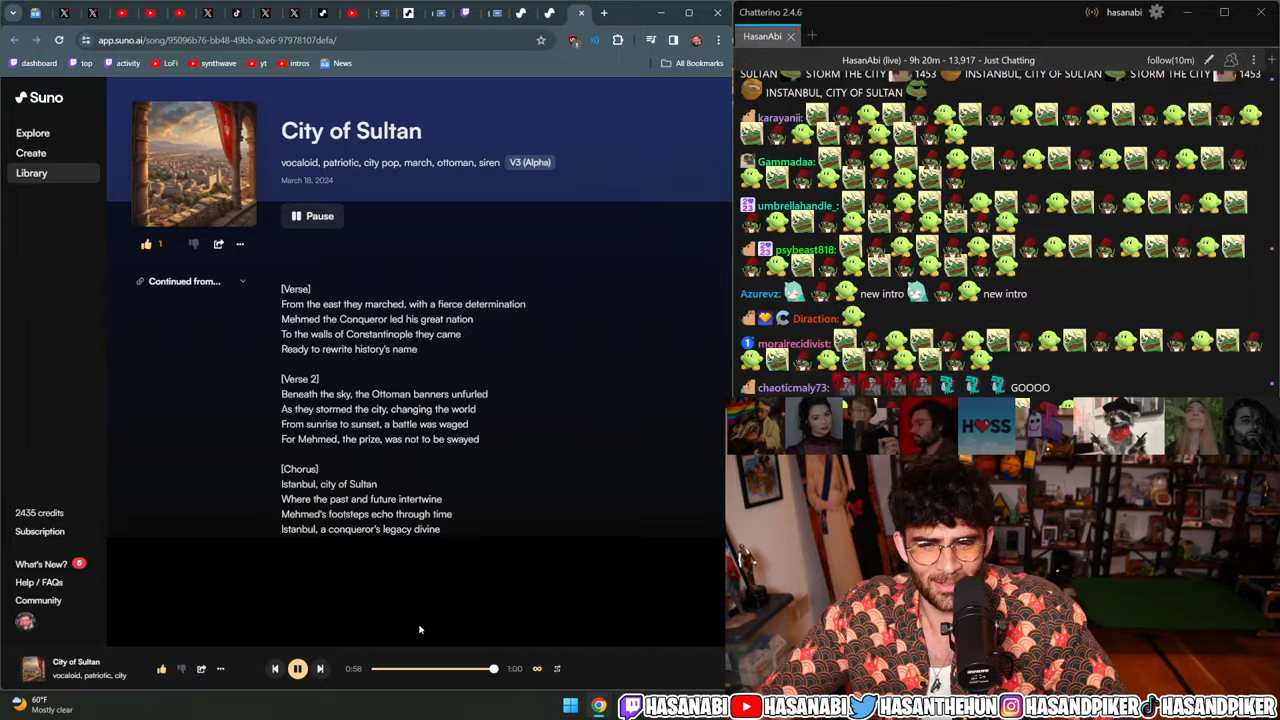 app.suno.ai/song/95096b76-bb48-49bb-a2e6-97978107defa/
dashboard
top
activity
LoFi
synthwave
yt
intros
News
All Bookmarks
Suno
Explore
Create
Library
2435 credits
Subscription
What's New?
5
Help / FAQs
Community
City of Sultan
vocaloid, patriotic, city pop, march, ottoman, siren V3 (Alpha)
March 18, 2024
Pause
1
Continued from...
[Verse]
From the east they marched, with a fierce determination
Mehmed the Conqueror led his great nation
To the walls of Constantinople they came
Ready to rewrite history's name
[Verse 2]
Beneath the sky, the Ottoman banners unfurled
As they stormed the city, changing the world
From sunrise to sunset, a battle was waged
For Mehmed, the prize, was not to be swayed
[Chorus]
Istanbul, city of Sultan
Where the past and future intertwine
Mehmed's footsteps echo through time
Istanbul, a conqueror's legacy divine
City of Sultan
vocaloid, patriotic, city
0:58
1:00
60°F
Mostly clear
Chatterino 2.4.6
hasanabi
HasanAbi
HasanAbi (live) - 9h 20m - 13,917 - Just Chatting
follow(10m)
SULTAN STORM THE CITY 1453 INSTANBUL, CITY OF SULTAN STORM THE CITY 1453
INSTANBUL, CITY OF SULTAN
karayanii:
Gammadaa:
umbrellahandle_:
psybeast818:
Azurevz: new intro new intro
Diraction:
moralrecidivist:
chaoticmaly73: GOOOO
HOSS
HASANABI HASANABI HASANTHEHUN HASANDPIKER HASANDPIKER